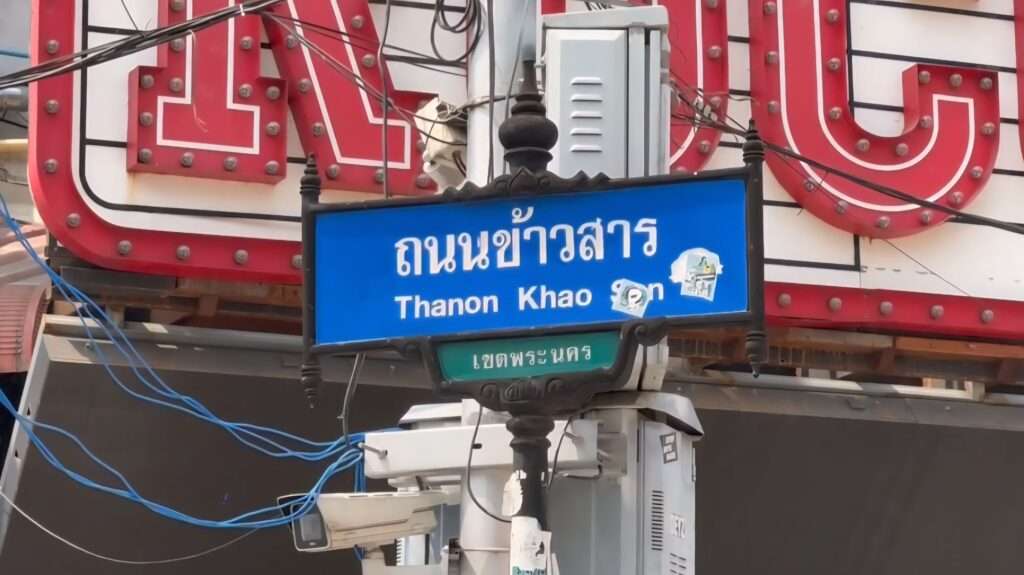 ถนนข้าวสาร
Thanon Khao
เขตพระนคร